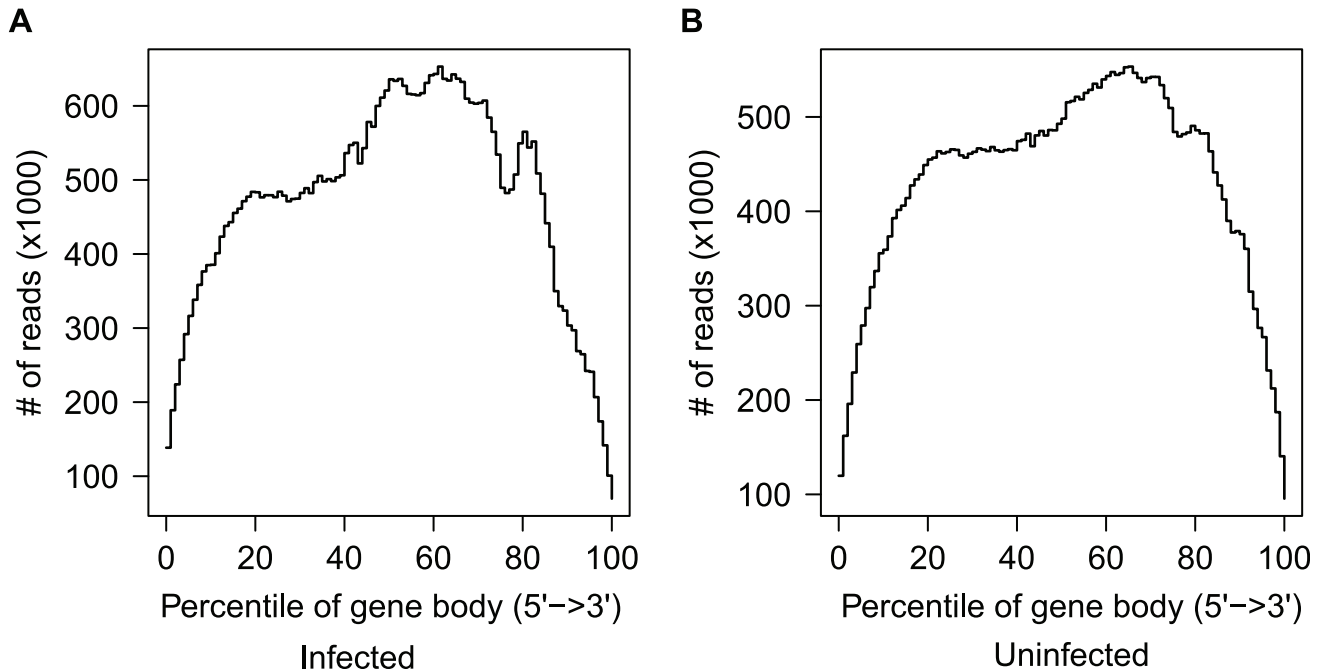 A
# of reads (x1000)
600
500
400
300
200
100
0 20 40 60 80 100
Percentile of gene body (5'−>3')
Infected
B
# of reads (x1000)
500
400
300
200
100
0 20 40 60 80 100
Percentile of gene body (5'−>3')
Uninfected